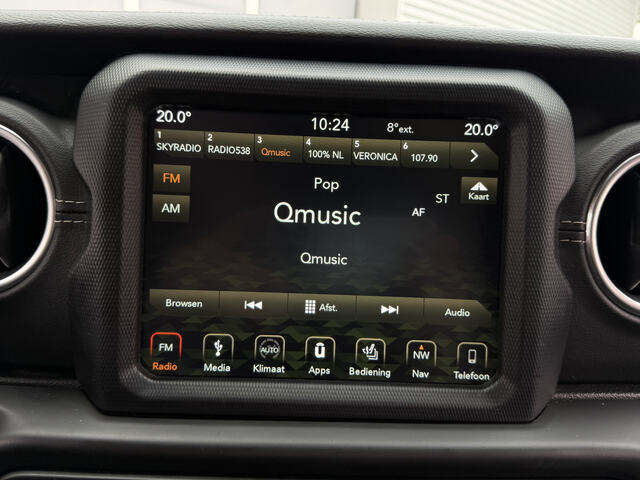 20.0° 10:24 8°ext. 20.0°
1 SKYRADIO 2 RADIO538 3 Qmusic 4 100% NL 5 VERONICA 6 107.90
FM Pop ST Kaart
AM Qmusic AF
Qmusic
Browsen Afst. Audio
FM AUTO NW
Radio Media Klimaat Apps Bediening Nav Telefoon